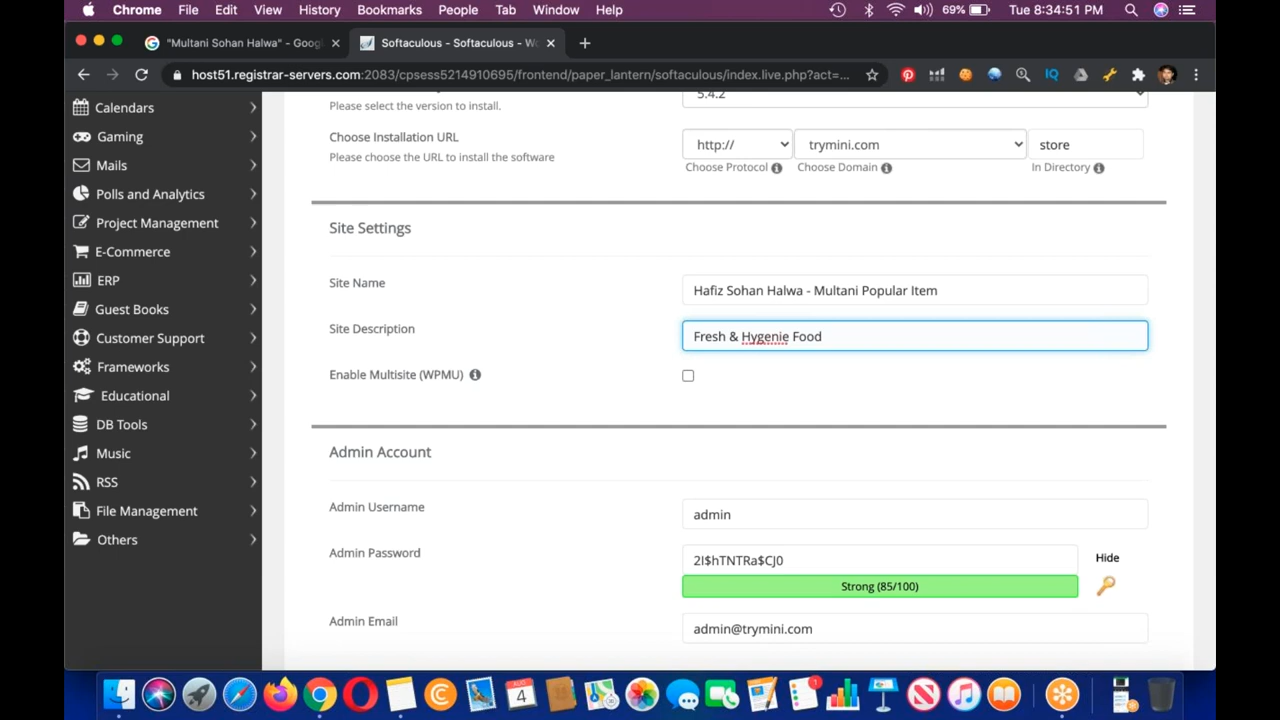 Chrome File Edit View History Bookmarks People Tab Window Help 69% Tue 8:34:51 PM
"Multani Sohan Halwa" - Googl Softaculous - Softaculous - Wo
host51.registrar-servers.com:2083/cpsess5214910695/frontend/paper_lantern/softaculous/index.live.php?act=... IQ
Calendars
Gaming
Mails
Polls and Analytics
Project Management
E-Commerce
ERP
Guest Books
Customer Support
Frameworks
Educational
DB Tools
Music
RSS
File Management
Others
Please select the version to install.
5.4.2
Choose Installation URL
Please choose the URL to install the software
http:// trymini.com store
Choose Protocol Choose Domain In Directory
Site Settings
Site Name
Hafiz Sohan Halwa - Multani Popular Item
Site Description
Fresh & Hygenie Food
Enable Multisite (WPMU)
Admin Account
Admin Username
admin
Admin Password
2I$hTNTRa$CJ0
Hide
Strong (85/100)
Admin Email
admin@trymini.com
AUG
4
1